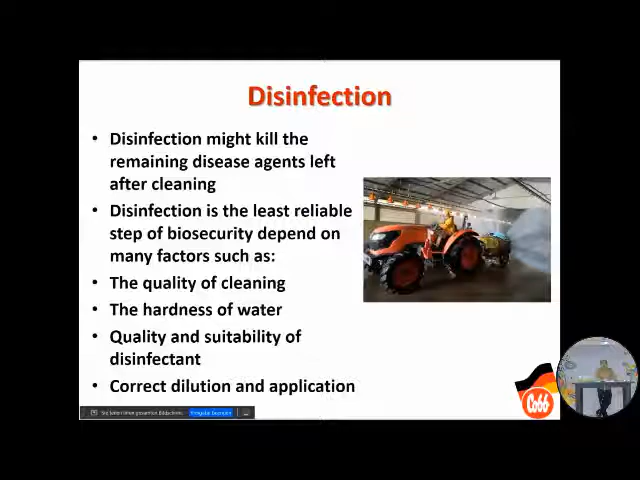 Disinfection
• Disinfection might kill the
remaining disease agents left
after cleaning
• Disinfection is the least reliable
step of biosecurity depend on
many factors such as:
• The quality of cleaning
• The hardness of water
• Quality and suitability of
disinfectant
• Correct dilution and application
Cobb